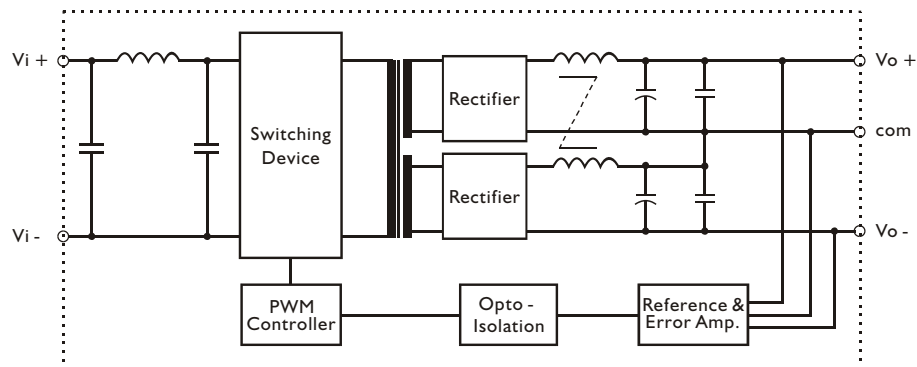 Vi +
Vo +
Rectifier
com
Switching
Device
Rectifier
Vi -
Vo -
PWM
Controller
Opto -
Isolation
Reference &
Error Amp.